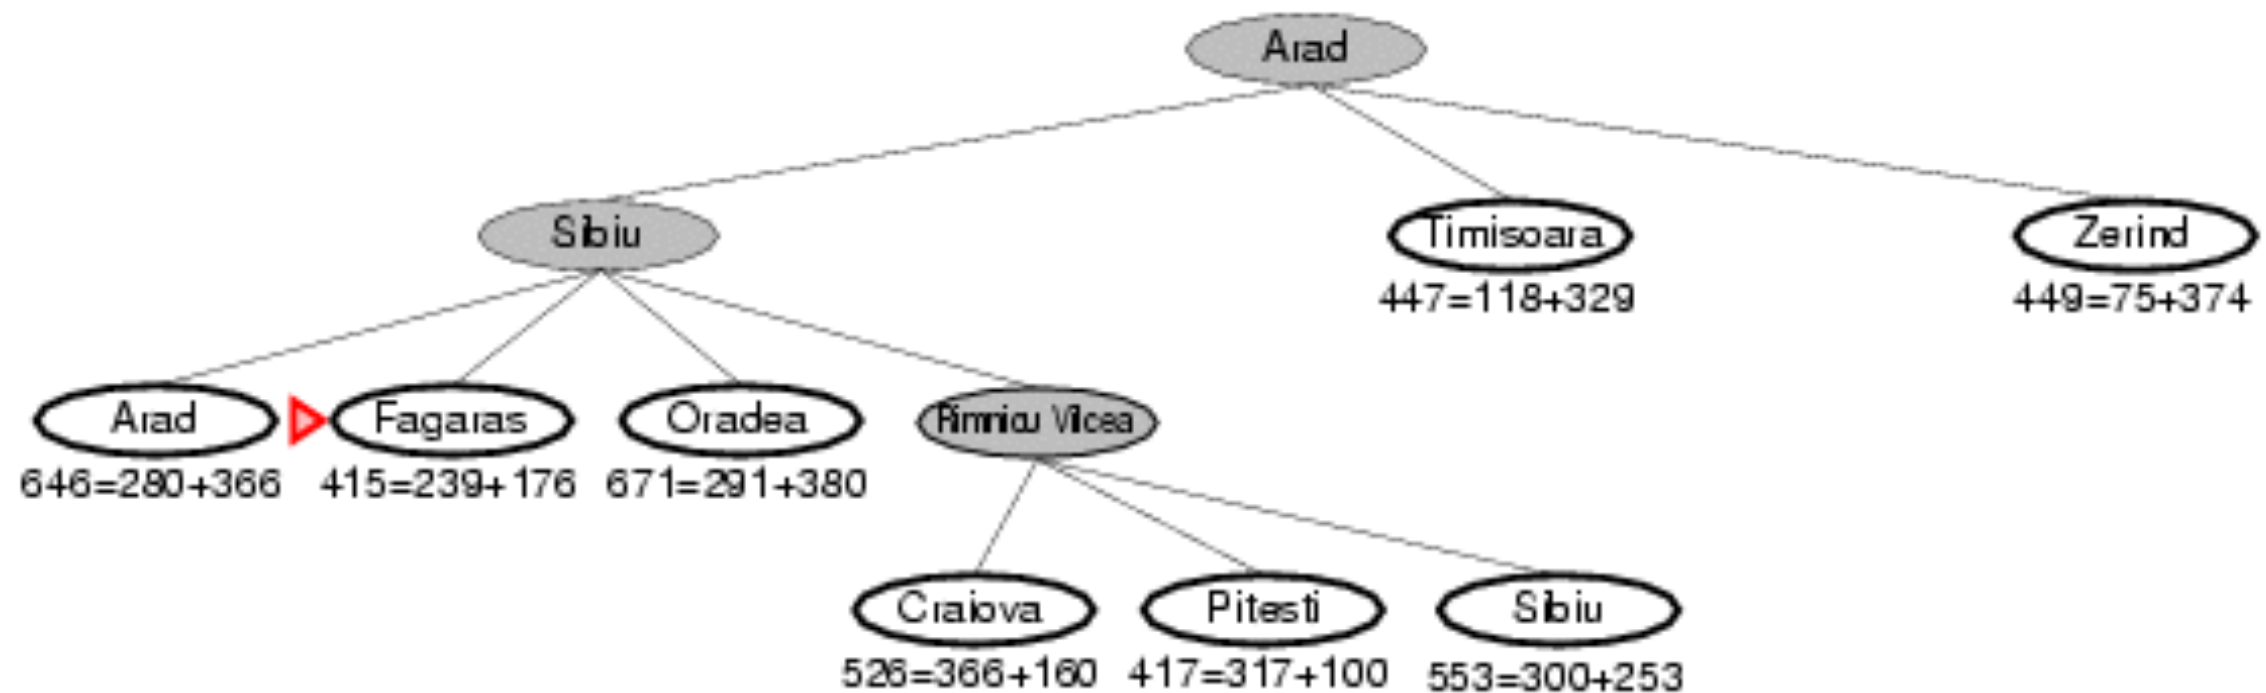 Arad
Sibiu
Timisoara
Zerind
447=118+329
449=75+374
Arad
Fagaras
Oradea
Rimnicu Vilcea
646=280+366
415=239+176
671=291+380
Craiova
Pitesti
Sibiu
526=366+160
417=317+100
553=300+253